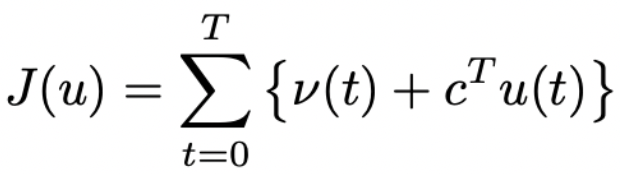 J(u) = \sum_{t=0}^{T} \{ \nu(t) + c^T u(t) \}